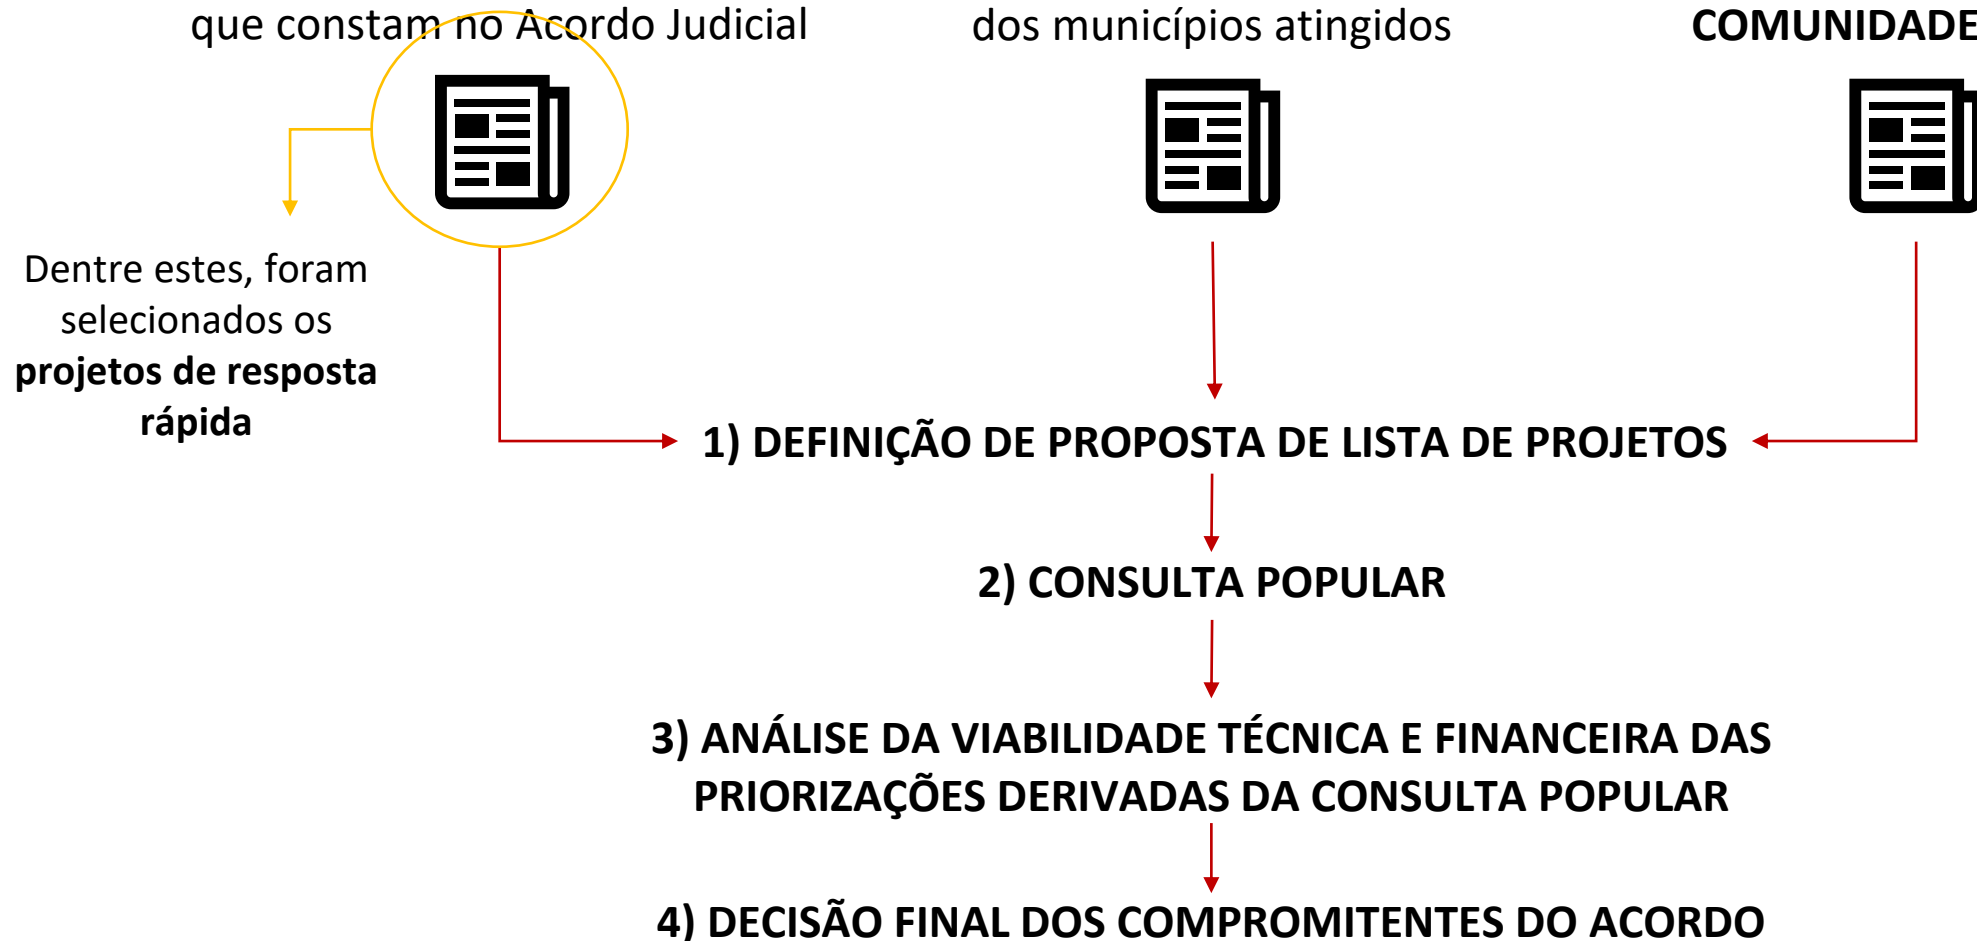 que constam no Acordo Judicial
dos municípios atingidos
COMUNIDADE
Dentre estes, foram
selecionados os
projetos de resposta
rápida
1) DEFINIÇÃO DE PROPOSTA DE LISTA DE PROJETOS
2) CONSULTA POPULAR
3) ANÁLISE DA VIABILIDADE TÉCNICA E FINANCEIRA DAS
PRIORIZAÇÕES DERIVADAS DA CONSULTA POPULAR
4) DECISÃO FINAL DOS COMPROMITENTES DO ACORDO